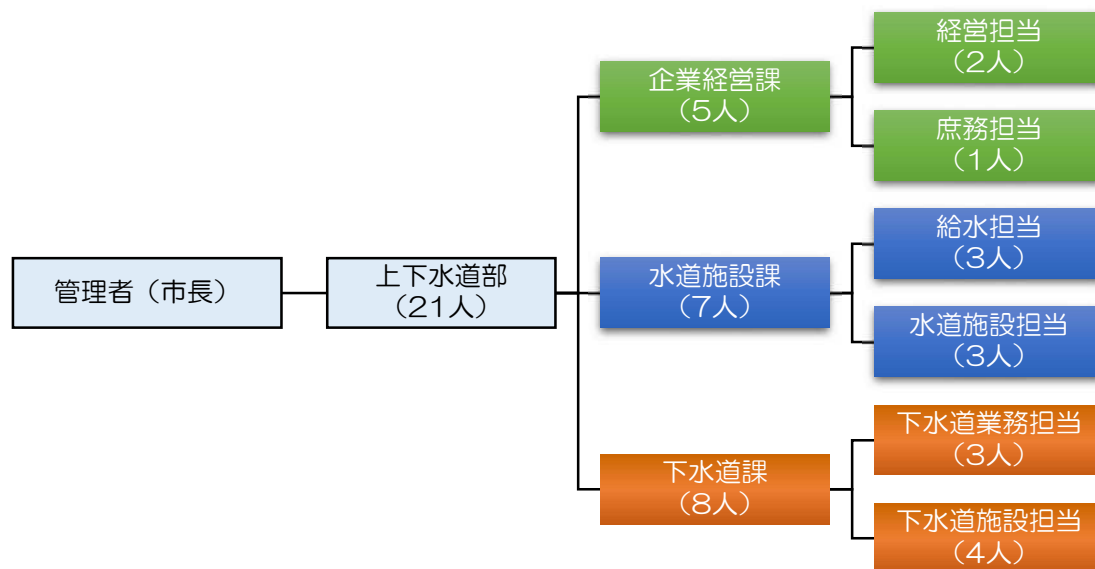 管理者（市長）
上下水道部
（21人）
企業経営課
（5人）
経営担当
（2人）
庶務担当
（1人）
水道施設課
（7人）
給水担当
（3人）
水道施設担当
（3人）
下水道課
（8人）
下水道業務担当
（3人）
下水道施設担当
（4人）